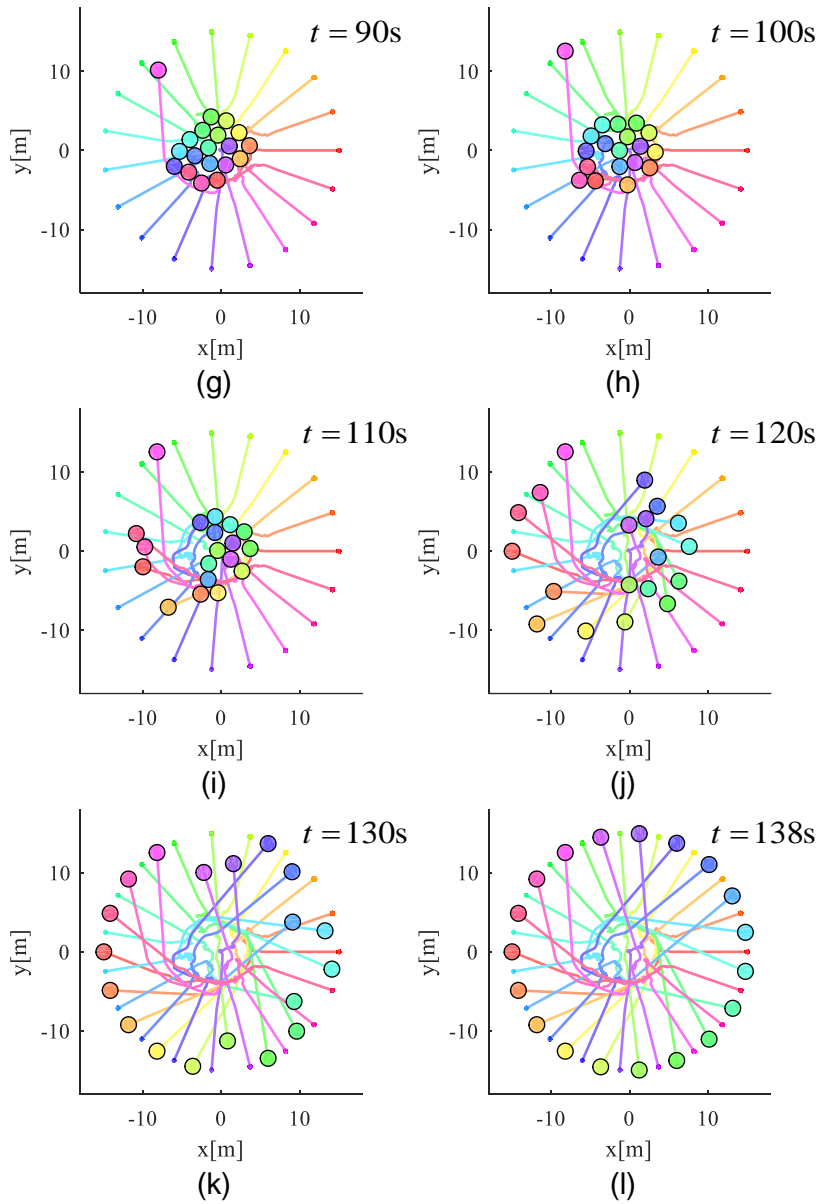 t = 90s
10
0
-10
y[m]
-10 0 10
x[m]
(g)
t = 100s
10
0
-10
y[m]
-10 0 10
x[m]
(h)
t = 110s
10
0
-10
y[m]
-10 0 10
x[m]
(i)
t = 120s
10
0
-10
y[m]
-10 0 10
x[m]
(j)
t = 130s
10
0
-10
y[m]
-10 0 10
x[m]
(k)
t = 138s
10
0
-10
y[m]
-10 0 10
x[m]
(l)